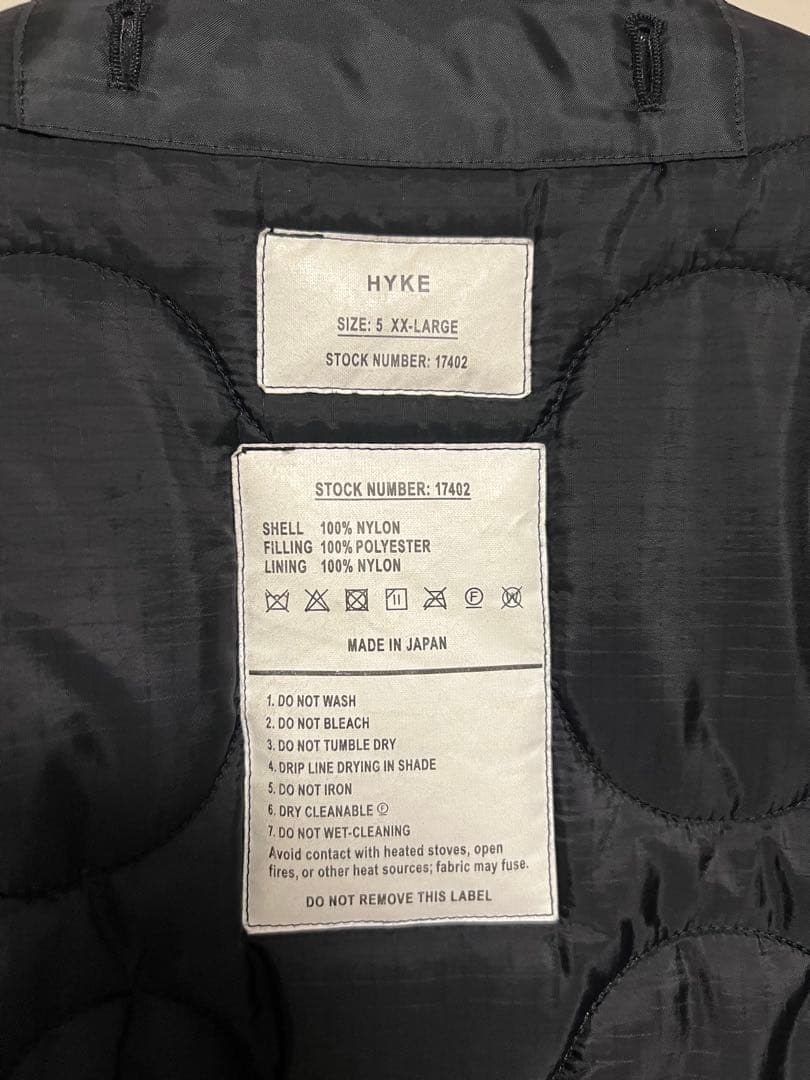 HYKE
SIZE: 5 XX-LARGE
STOCK NUMBER: 17402
STOCK NUMBER: 17402
SHELL 100% NYLON
FILLING 100% POLYESTER
LINING 100% NYLON
F W
MADE IN JAPAN
1. DO NOT WASH
2. DO NOT BLEACH
3. DO NOT TUMBLE DRY
4. DRIP LINE DRYING IN SHADE
5. DO NOT IRON
6. DRY CLEANABLE Ⓕ
7. DO NOT WET-CLEANING
Avoid contact with heated stoves, open
fires, or other heat sources; fabric may fuse.
DO NOT REMOVE THIS LABEL